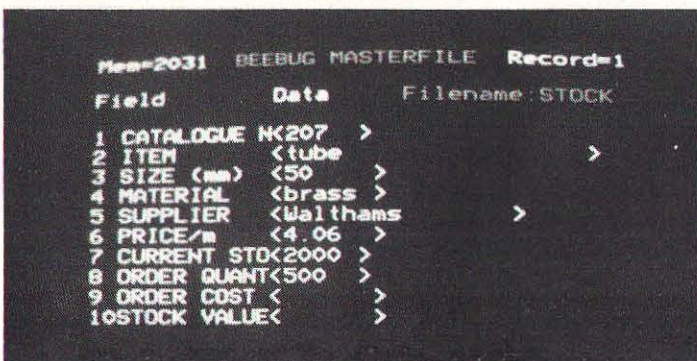 Mem=2031 BEEBUG MASTERFILE Record=1
Field Data Filename:STOCK
1 CATALOGUE N<207 >
2 ITEM <tube >
3 SIZE (mm) <50 >
4 MATERIAL <brass >
5 SUPPLIER <Walthams >
6 PRICE/m <4.06 >
7 CURRENT STO<2000 >
8 ORDER QUANT<500 >
9 ORDER COST < >
10STOCK VALUE< >